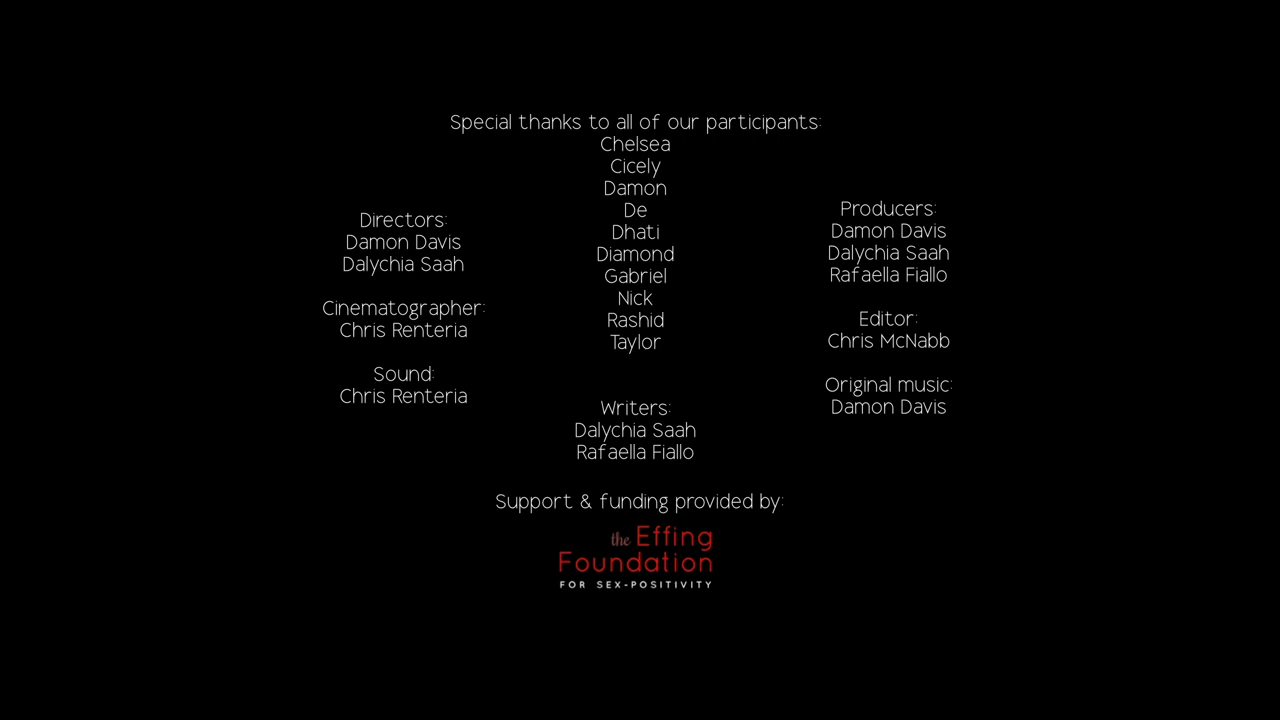 Special thanks to all of our participants:
Chelsea
Cicely
Damon
De
Dhati
Diamond
Gabriel
Nick
Rashid
Taylor
Directors:
Damon Davis
Dalychia Saah
Cinematographer:
Chris Renteria
Sound:
Chris Renteria
Writers:
Dalychia Saah
Rafaella Fiallo
Producers:
Damon Davis
Dalychia Saah
Rafaella Fiallo
Editor:
Chris McNabb
Original music:
Damon Davis
Support & funding provided by:
the Effing
Foundation
FOR SEX-POSITIVITY